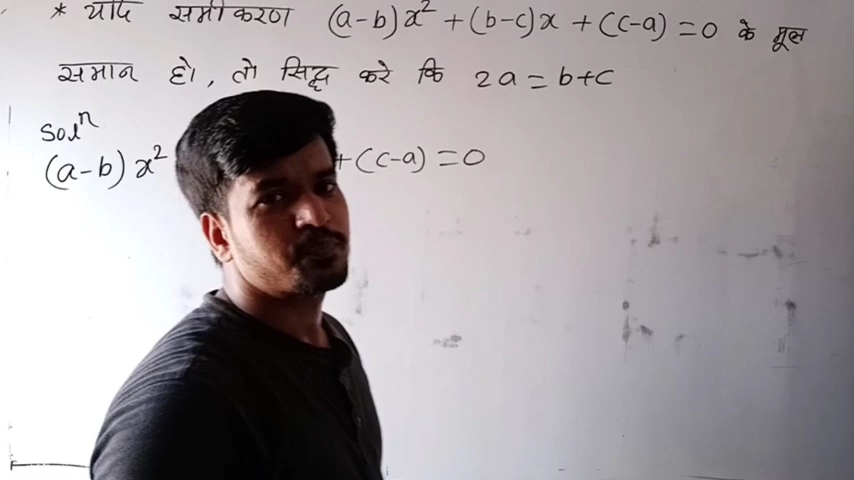 * यदि समीकरण (a-b)x² + (b-c)x + (c-a) = 0 के मूल
समान हो, तो सिद्ध करे कि 2a = b+c
Solⁿ
(a-b)x² +(c-a) = 0